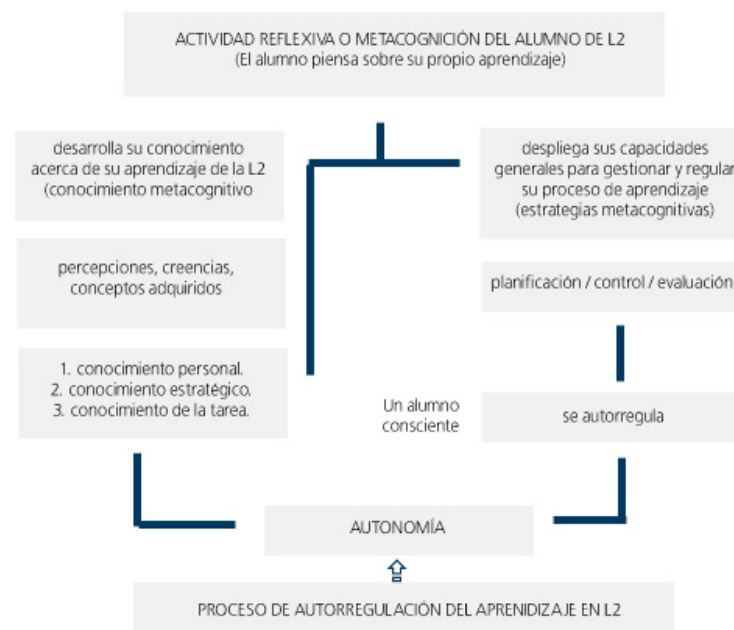 ACTIVIDAD REFLEXIVA O METACOGNICIÓN DEL ALUMNO DE L2
(El alumno piensa sobre su propio aprendizaje)
desarrolla su conocimiento
acerca de su aprendizaje de la L2
(conocimiento metacognitivo
percepciones, creencias,
conceptos adquiridos
1. conocimiento personal.
2. conocimiento estratégico.
3. conocimiento de la tarea.
despliega sus capacidades
generales para gestionar y regular
su proceso de aprendizaje
(estrategias metacognitivas)
planificación / control / evaluación
Un alumno
consciente
se autorregula
AUTONOMÍA
PROCESO DE AUTORREGULACIÓN DEL APRENIDIZAJE EN L2